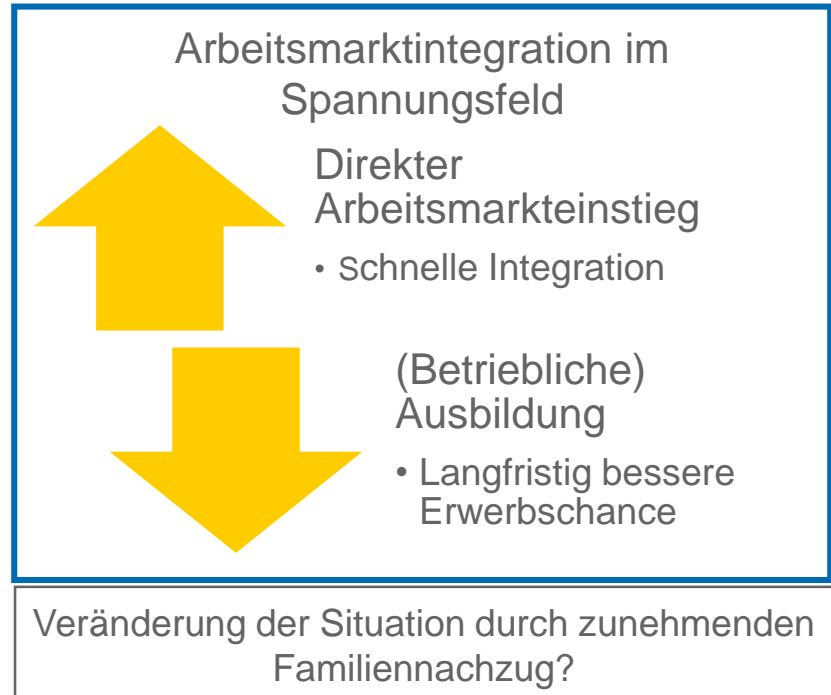 Arbeitsmarktintegration im
Spannungsfeld
Direkter
Arbeitsmarkteinstieg
• Schnelle Integration
(Betriebliche)
Ausbildung
• Langfristig bessere
Erwerbschance
Veränderung der Situation durch zunehmenden
Familiennachzug?